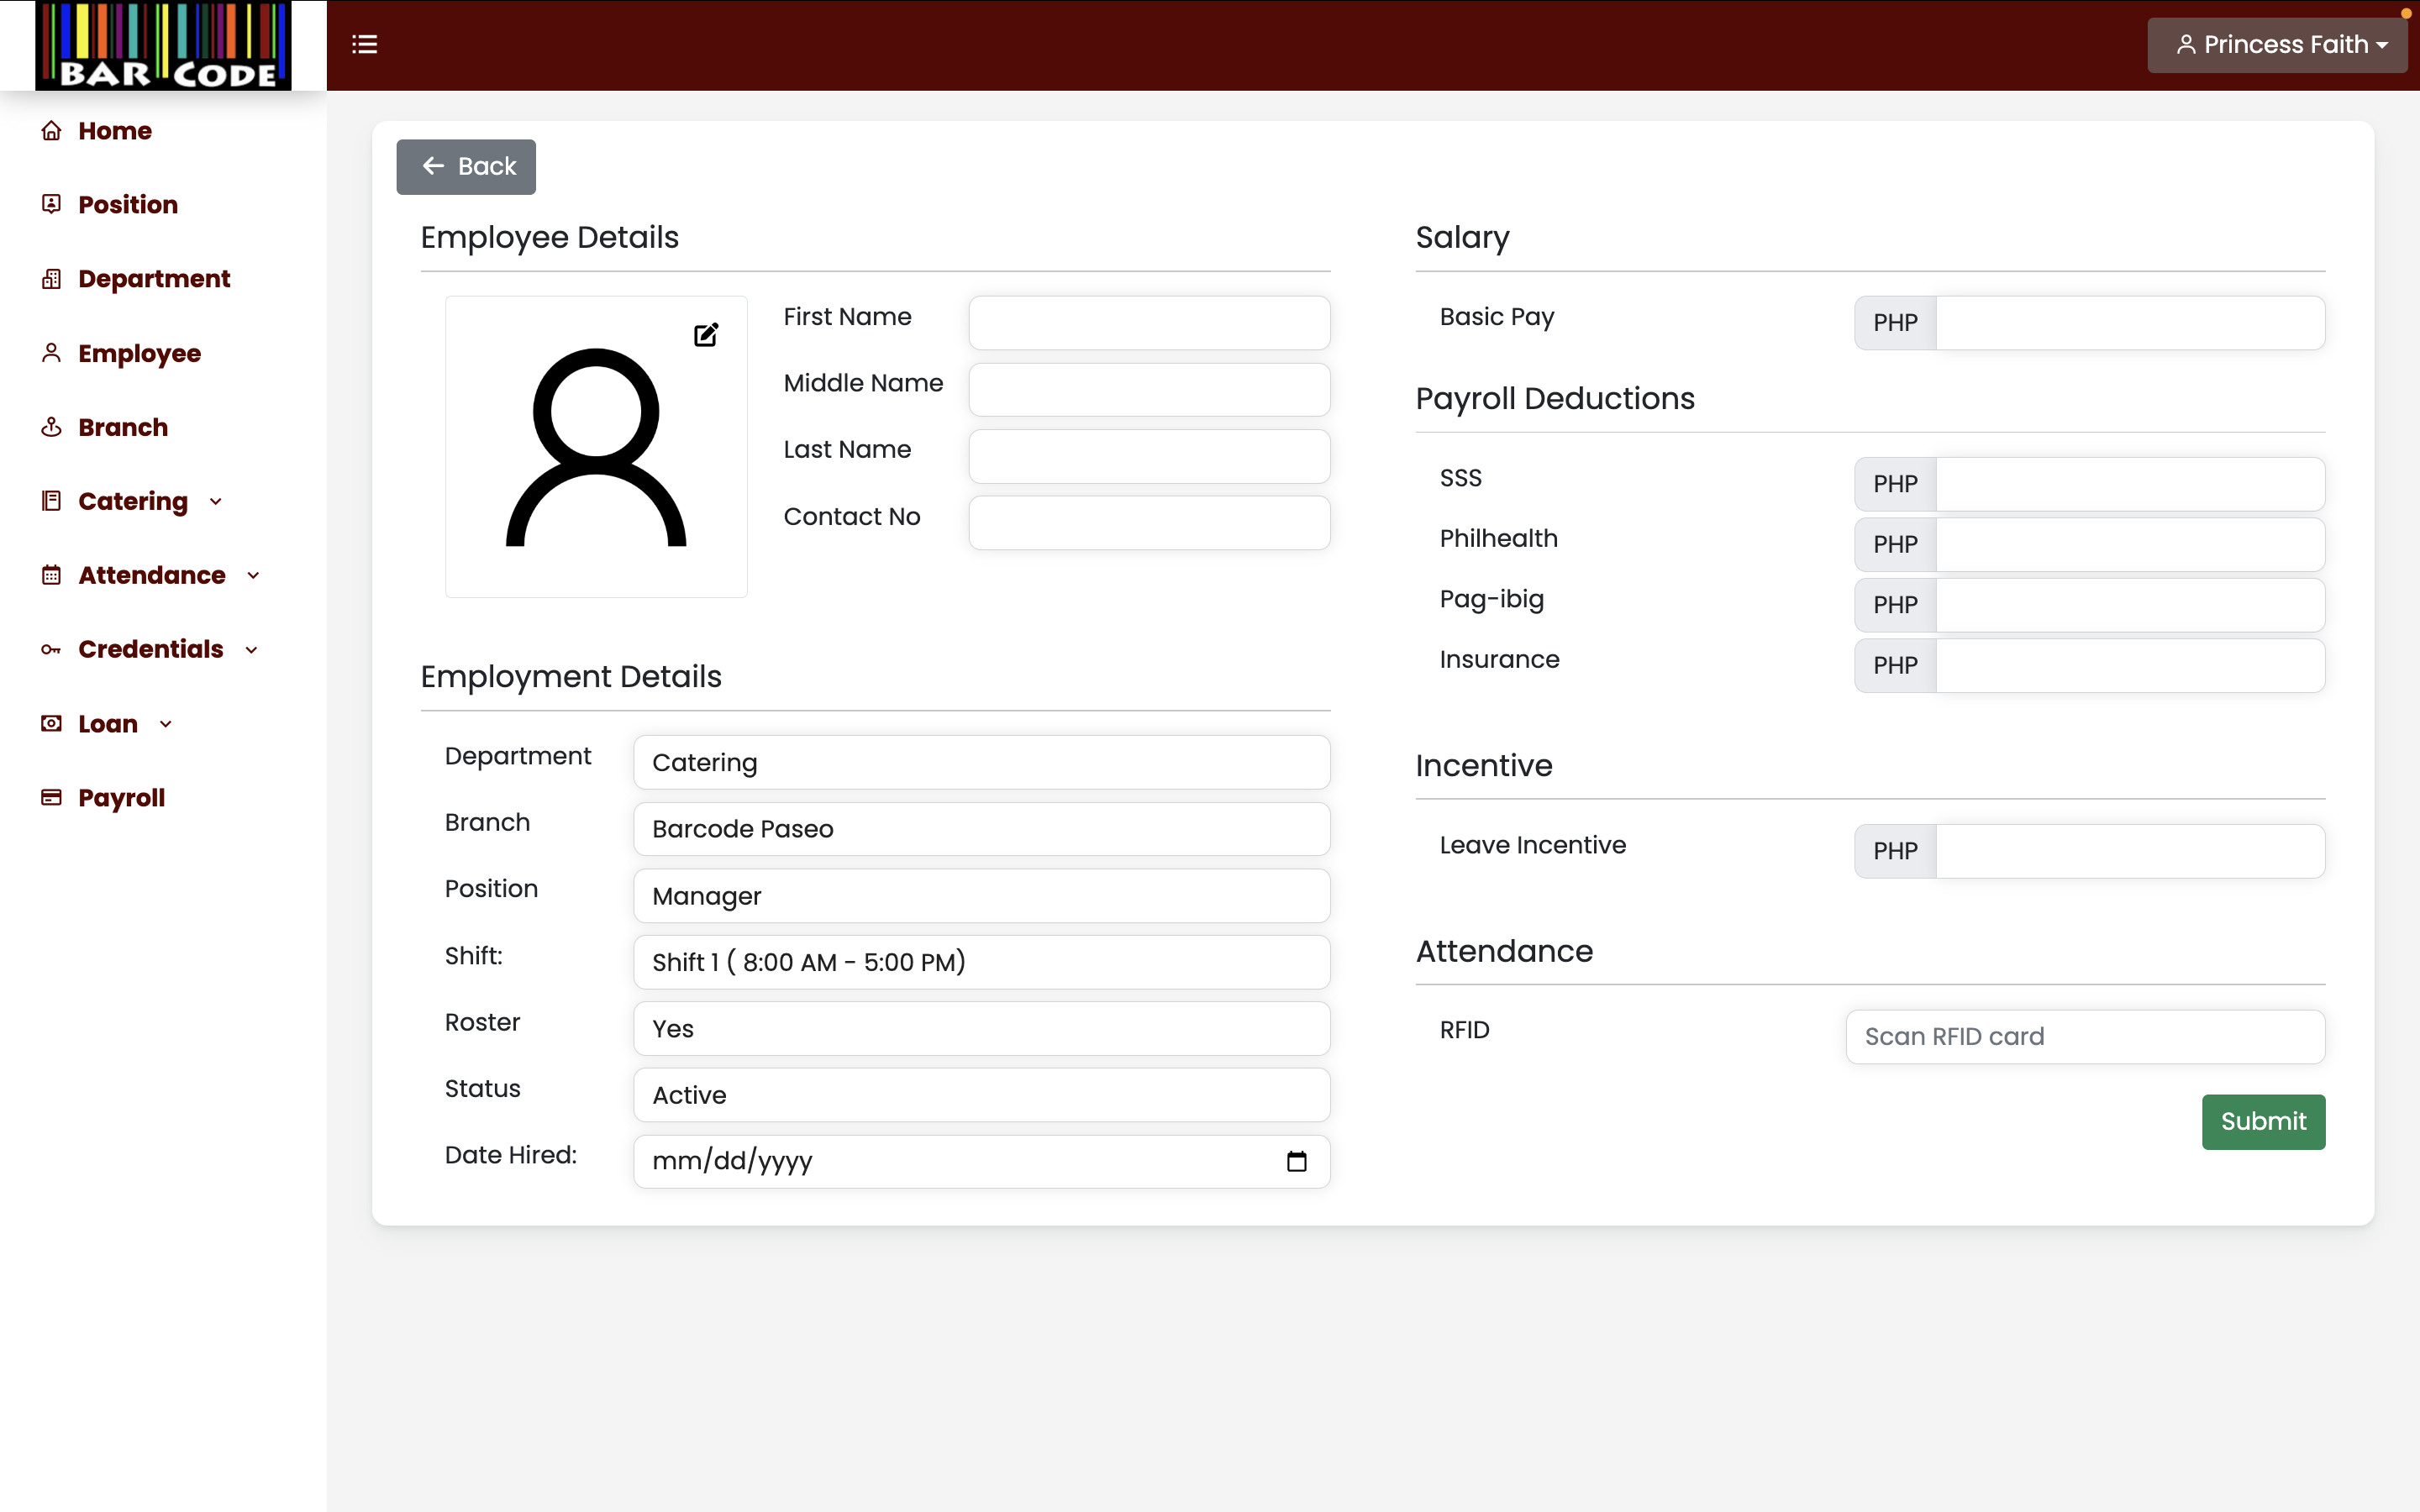 BAR CODE
Princess Faith
Home
Position
Department
Employee
Branch
Catering
Attendance
Credentials
Loan
Payroll
Back
Employee Details
First Name
Middle Name
Last Name
Contact No
Employment Details
Department Catering
Branch Barcode Paseo
Position Manager
Shift: Shift 1 ( 8:00 AM - 5:00 PM)
Roster Yes
Status Active
Date Hired: mm/dd/yyyy
Salary
Basic Pay PHP
Payroll Deductions
SSS PHP
Philhealth PHP
Pag-ibig PHP
Insurance PHP
Incentive
Leave Incentive PHP
Attendance
RFID Scan RFID card
Submit